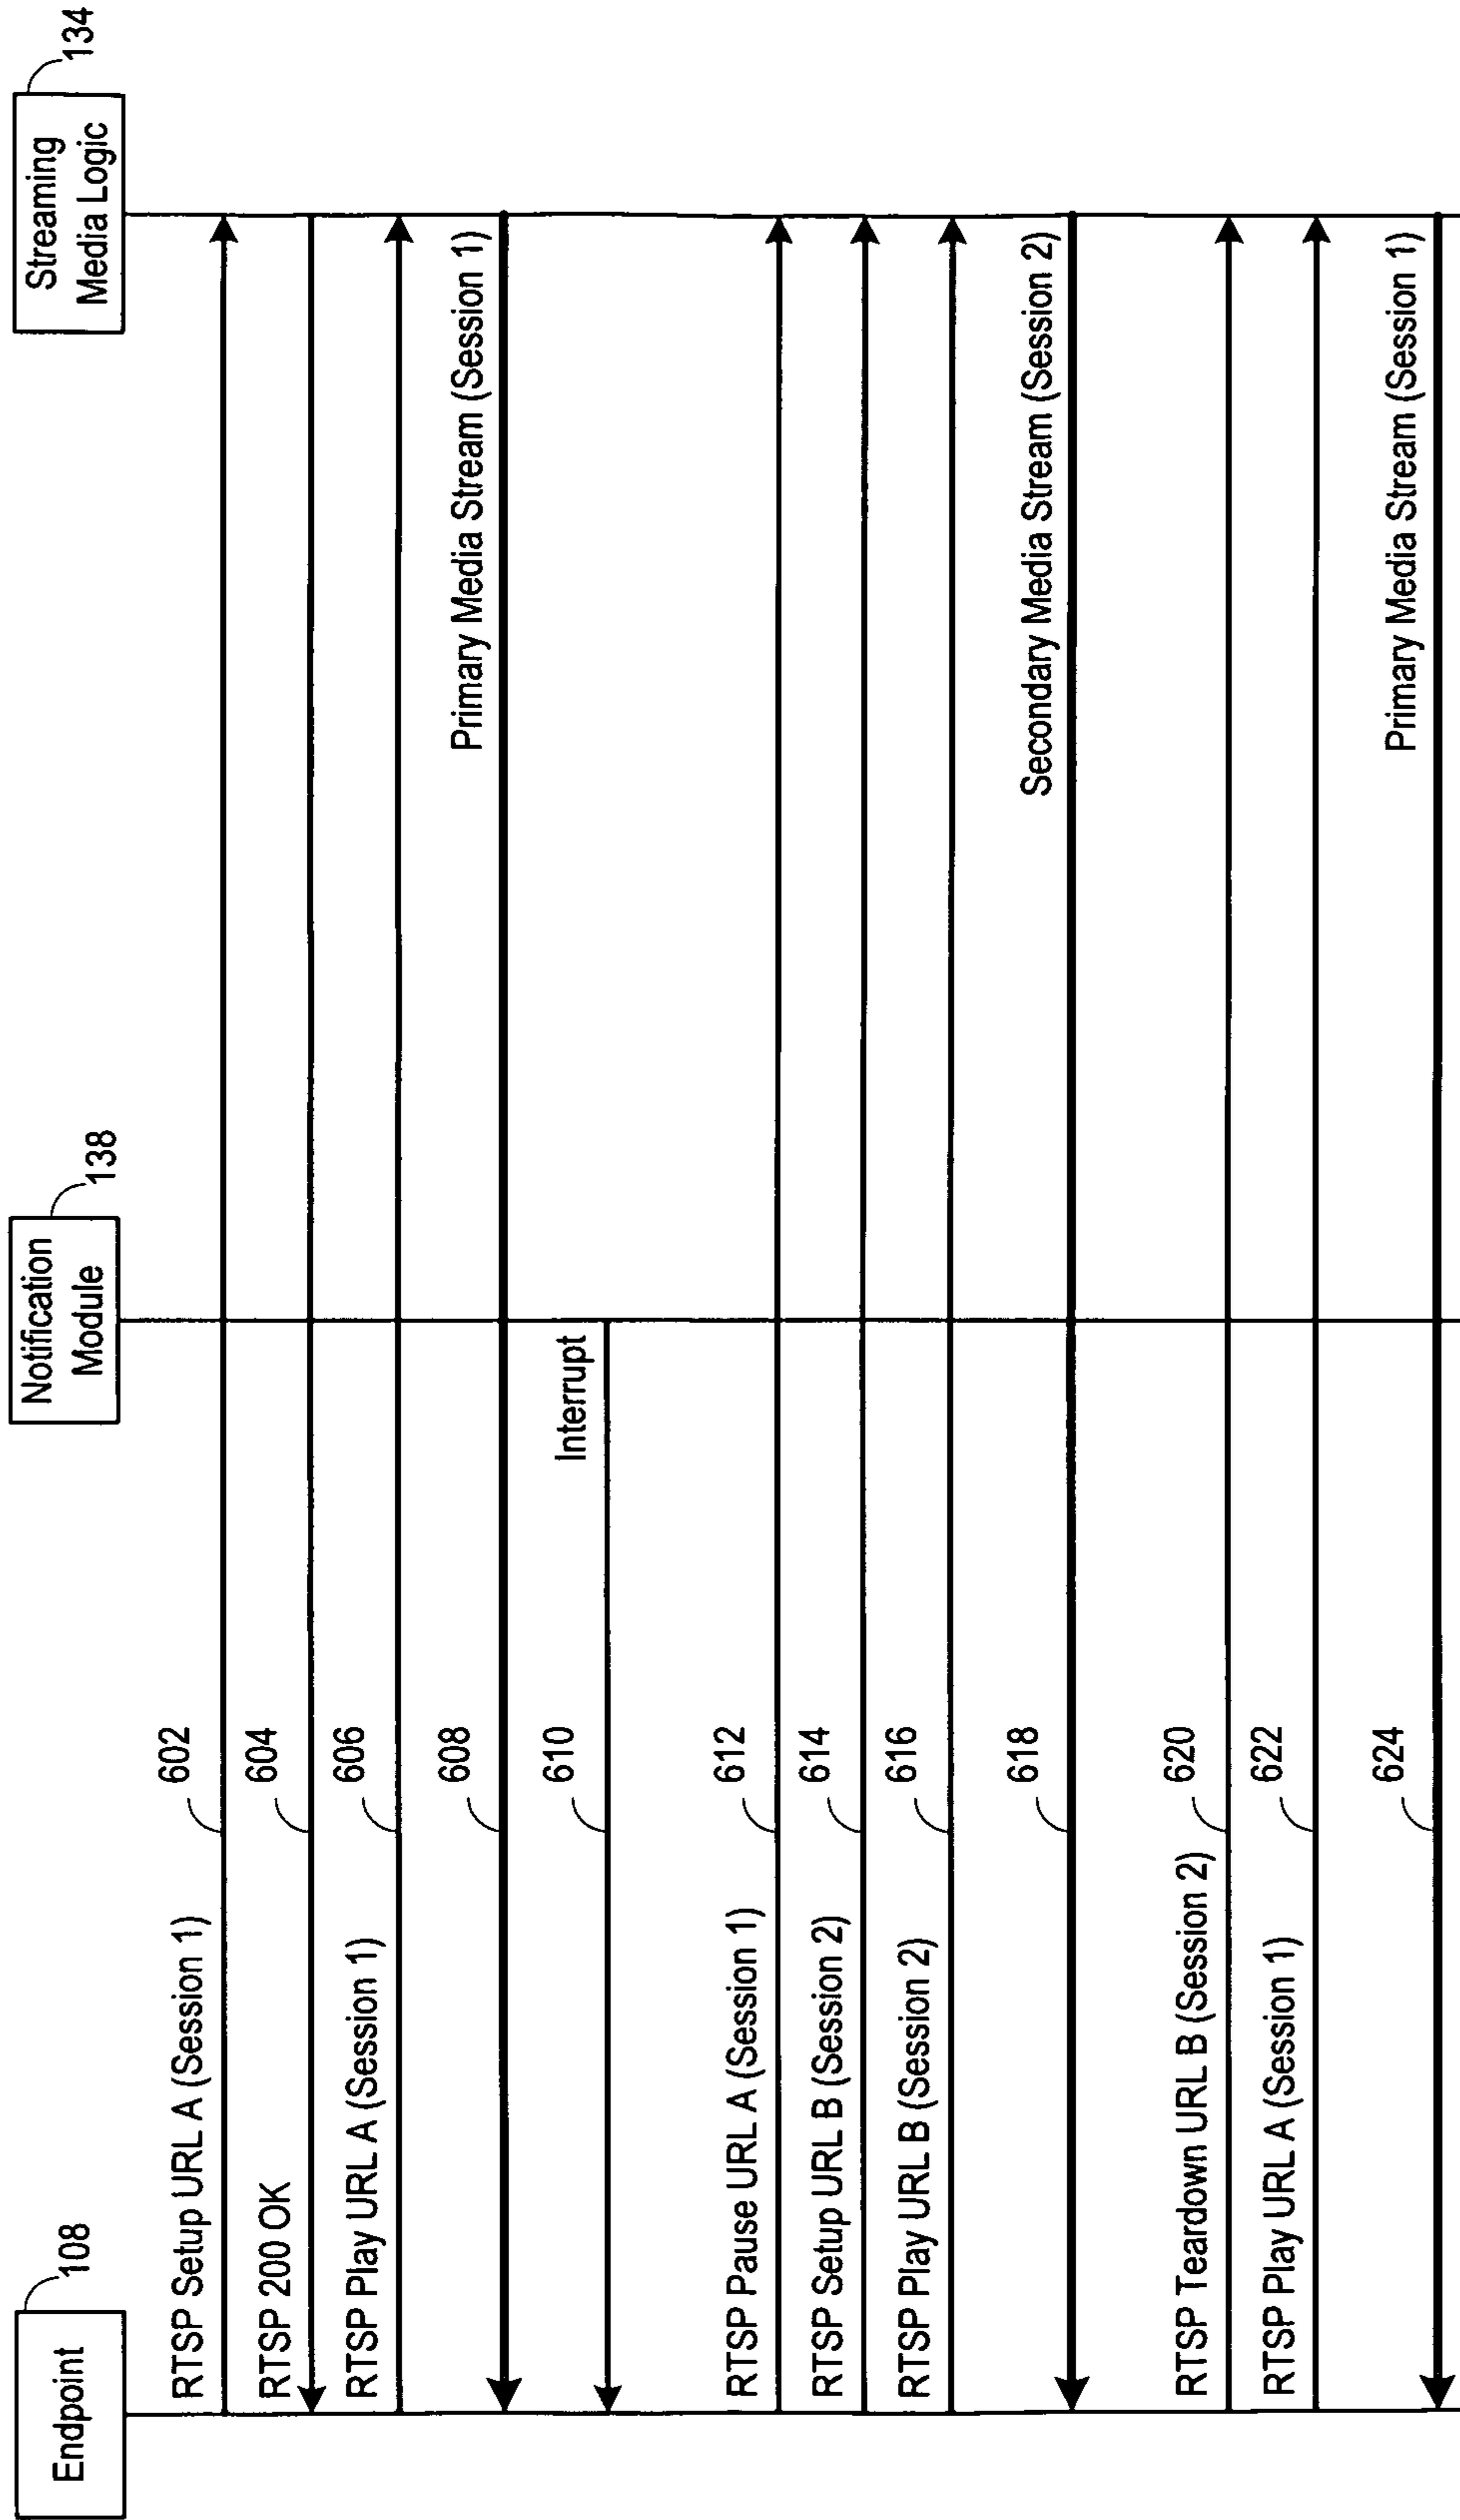 Endpoint
108
Notification
Module
138
Streaming
Media Logic
134
RTSP Setup URL A (Session 1)
602
RTSP 200 OK
604
RTSP Play URL A (Session 1)
606
608
Primary Media Stream (Session 1)
610
Interrupt
RTSP Pause URL A (Session 1)
612
RTSP Setup URL B (Session 2)
614
RTSP Play URL B (Session 2)
616
618
Secondary Media Stream (Session 2)
RTSP Teardown URL B (Session 2)
620
RTSP Play URL A (Session 1)
622
624
Primary Media Stream (Session 1)